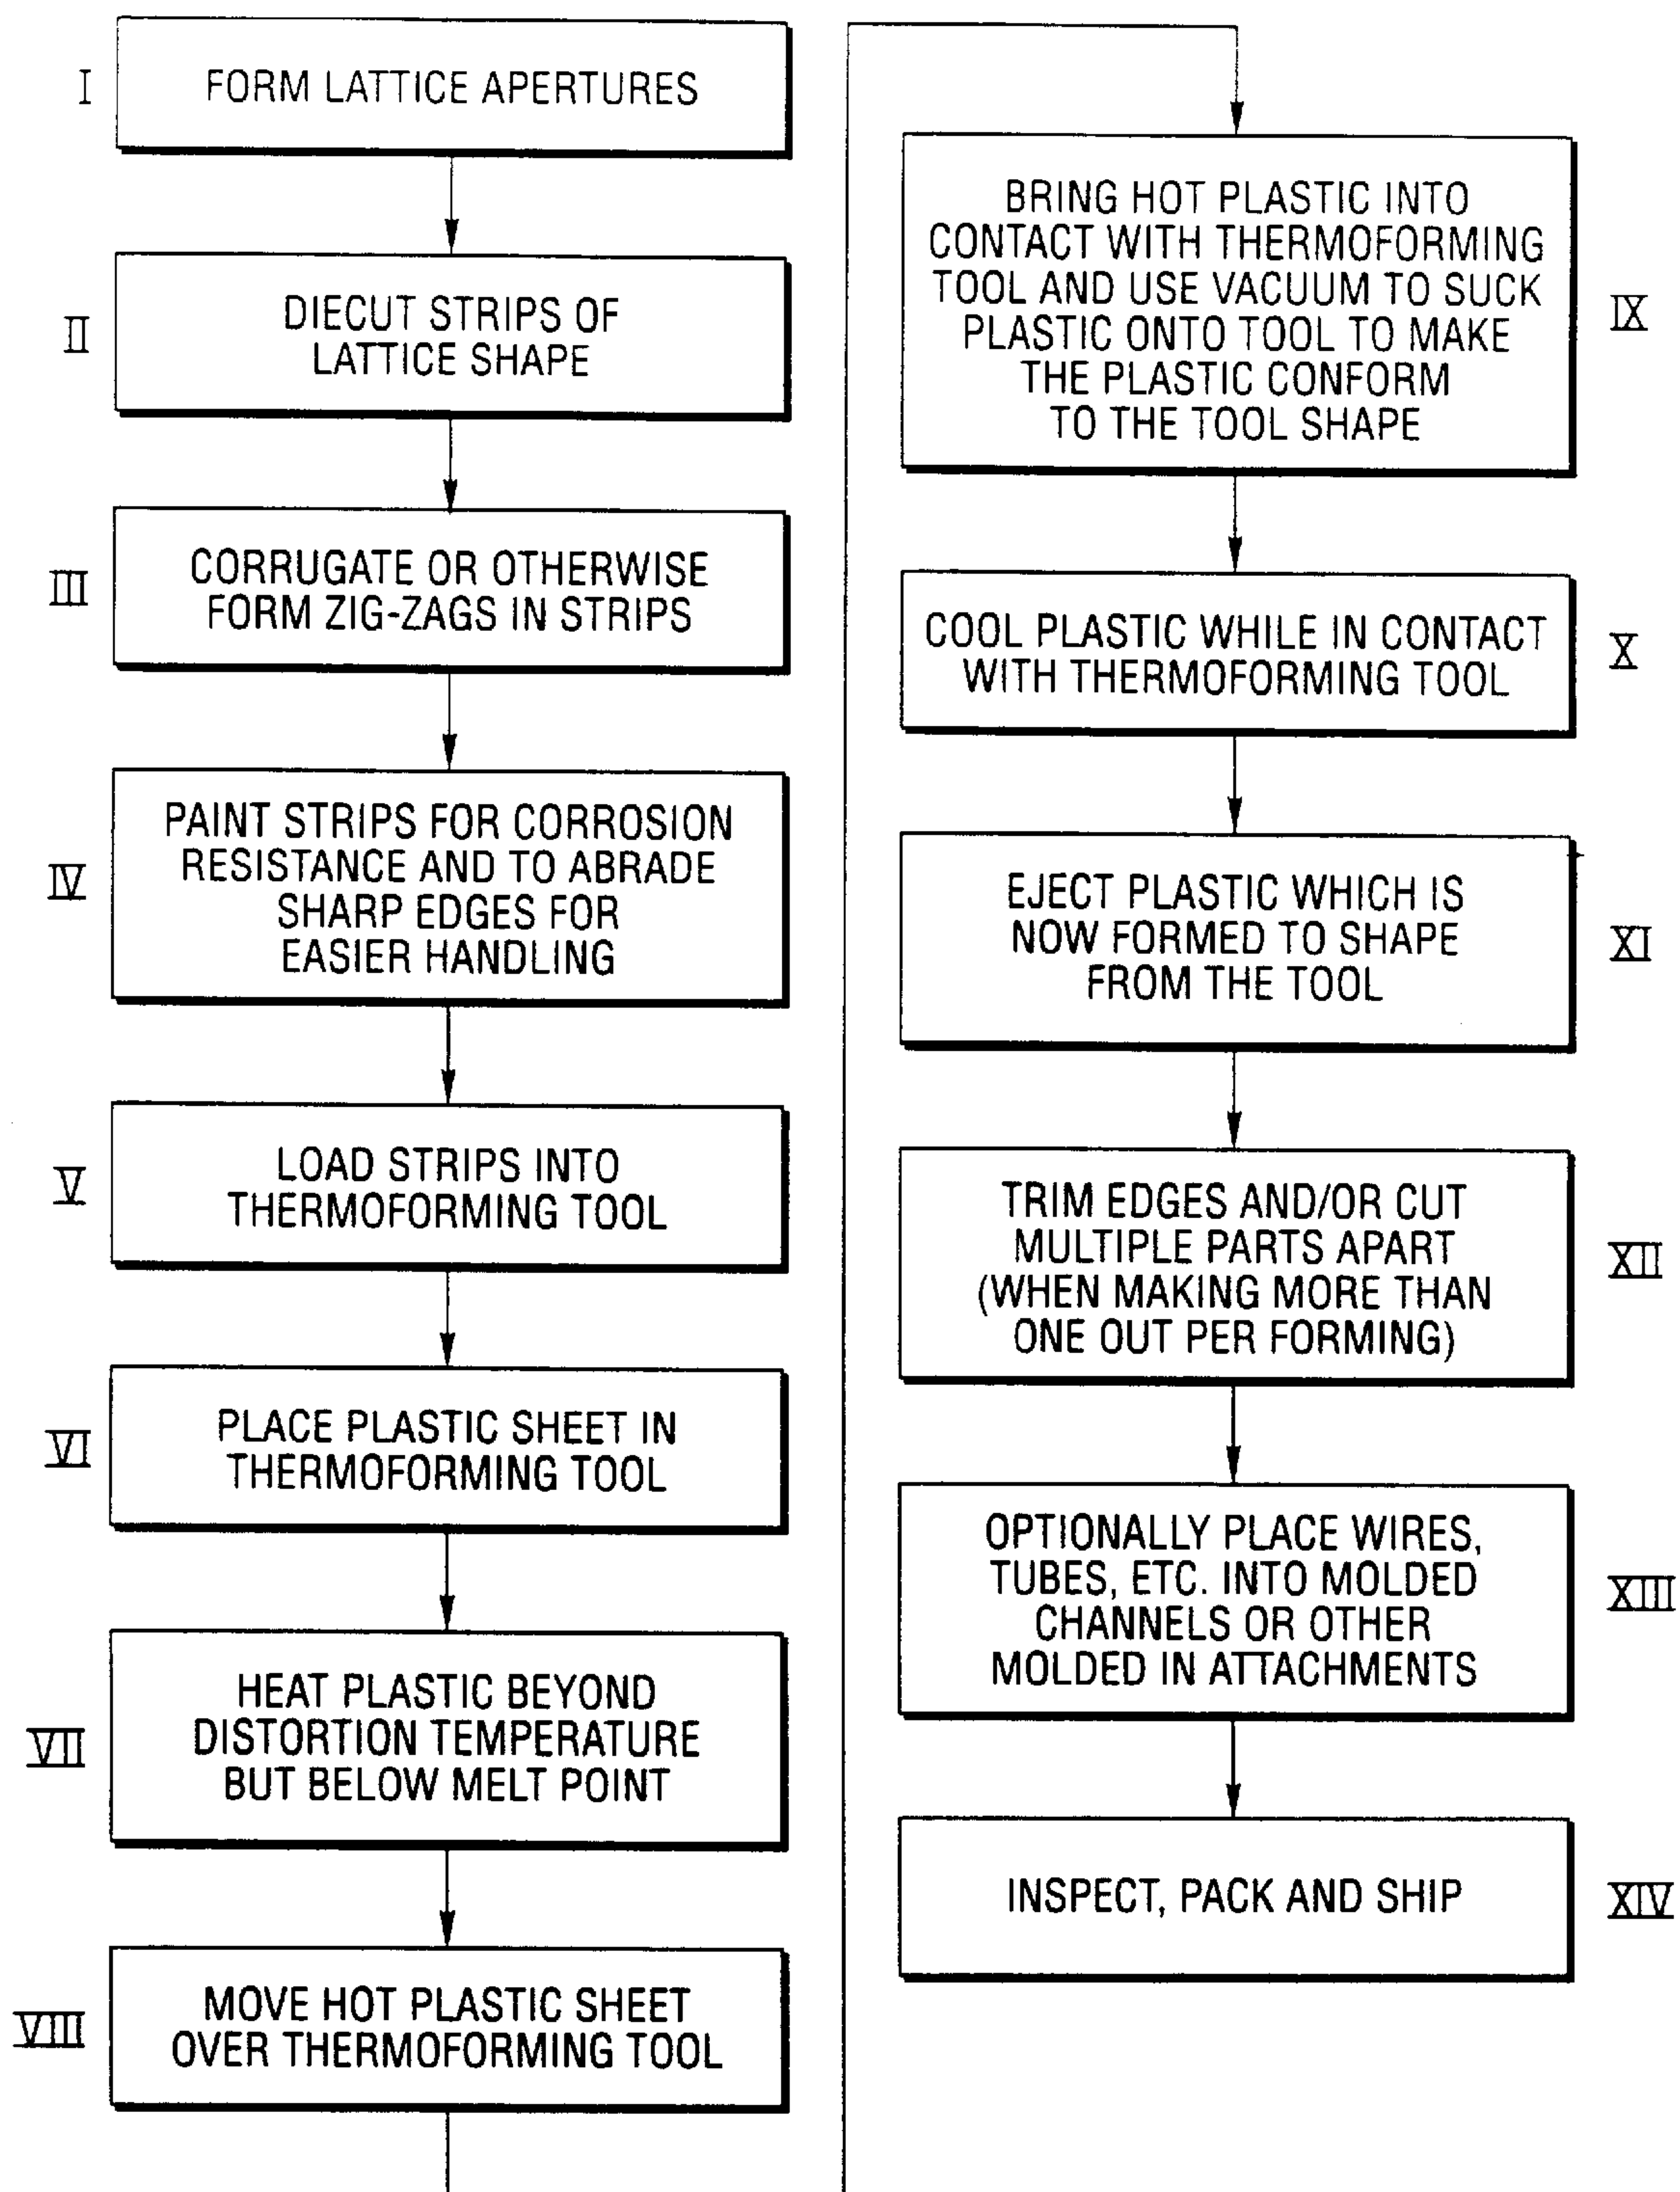 I
FORM LATTICE APERTURES
II
DIECUT STRIPS OF
LATTICE SHAPE
III
CORRUGATE OR OTHERWISE
FORM ZIG-ZAGS IN STRIPS
IV
PAINT STRIPS FOR CORROSION
RESISTANCE AND TO ABRADE
SHARP EDGES FOR
EASIER HANDLING
V
LOAD STRIPS INTO
THERMOFORMING TOOL
VI
PLACE PLASTIC SHEET IN
THERMOFORMING TOOL
VII
HEAT PLASTIC BEYOND
DISTORTION TEMPERATURE
BUT BELOW MELT POINT
VIII
MOVE HOT PLASTIC SHEET
OVER THERMOFORMING TOOL
BRING HOT PLASTIC INTO
CONTACT WITH THERMOFORMING
TOOL AND USE VACUUM TO SUCK
PLASTIC ONTO TOOL TO MAKE
THE PLASTIC CONFORM
TO THE TOOL SHAPE
IX
COOL PLASTIC WHILE IN CONTACT
WITH THERMOFORMING TOOL
X
EJECT PLASTIC WHICH IS
NOW FORMED TO SHAPE
FROM THE TOOL
XI
TRIM EDGES AND/OR CUT
MULTIPLE PARTS APART
(WHEN MAKING MORE THAN
ONE OUT PER FORMING)
XII
OPTIONALLY PLACE WIRES,
TUBES, ETC. INTO MOLDED
CHANNELS OR OTHER
MOLDED IN ATTACHMENTS
XIII
INSPECT, PACK AND SHIP
XIV